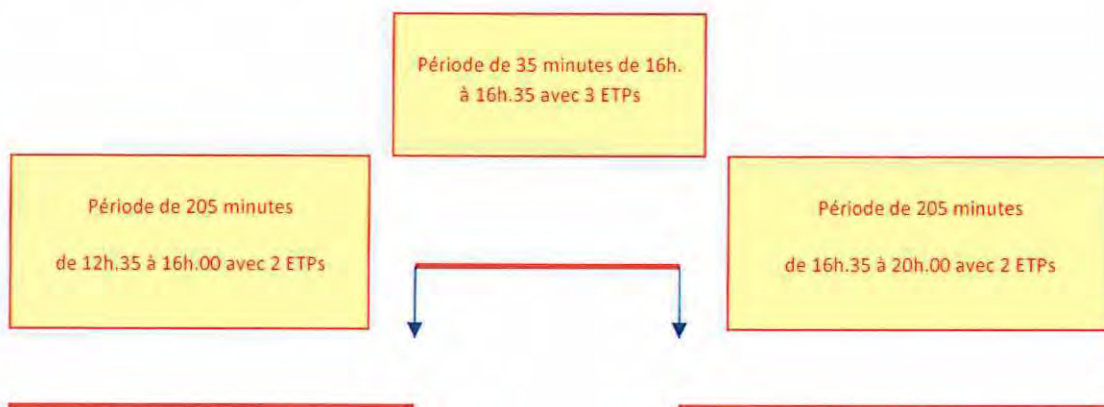 Période de 35 minutes de 16h.
à 16h.35 avec 3 ETPs
Période de 205 minutes
de 12h.35 à 16h.00 avec 2 ETPs
Période de 205 minutes
de 16h.35 à 20h.00 avec 2 ETPs